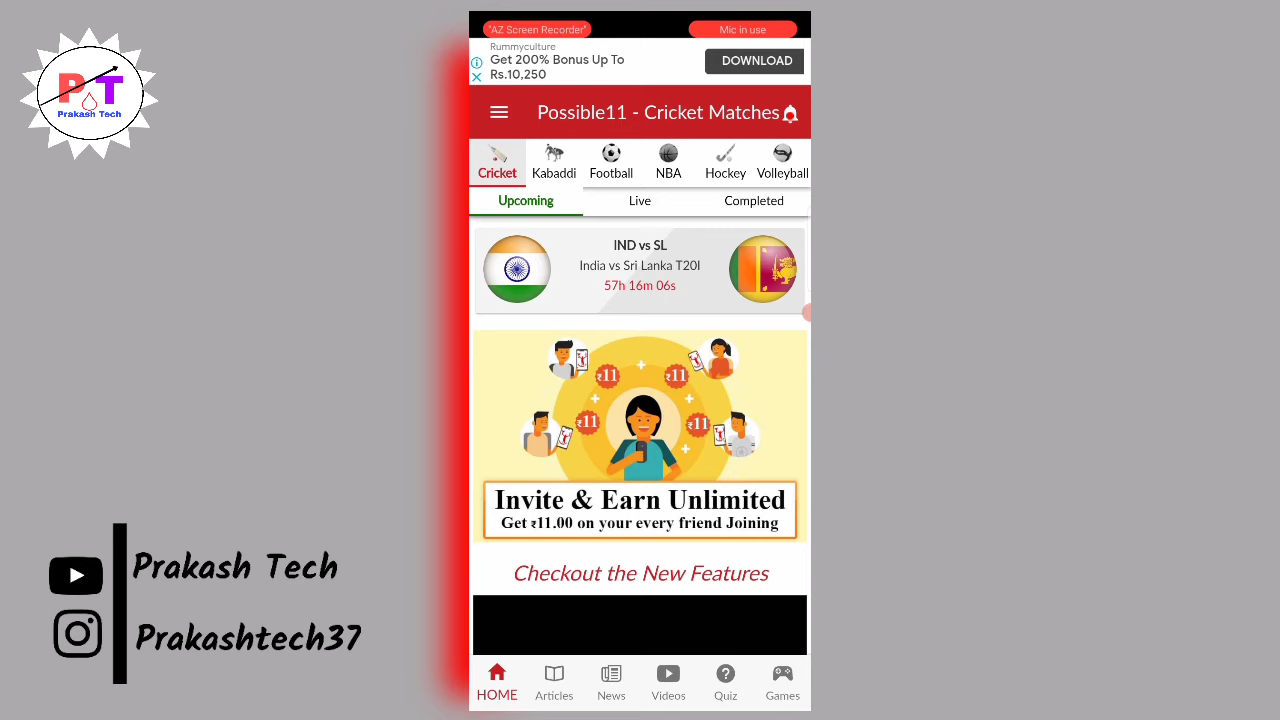 PT
Prakash Tech
"AZ Screen Recorder"
Mic in use
Rummyculture
Get 200% Bonus Up To
Rs.10,250
DOWNLOAD
Possible11 - Cricket Matches
Cricket
Kabaddi
Football
NBA
Hockey
Volleyball
Upcoming
Live
Completed
IND vs SL
India vs Sri Lanka T20I
57h 16m 06s
₹11
₹11
₹11
₹11
Invite & Earn Unlimited
Get ₹11.00 on your every friend Joining
Checkout the New Features
HOME
Articles
News
Videos
Quiz
Games
Prakash Tech
Prakashtech37